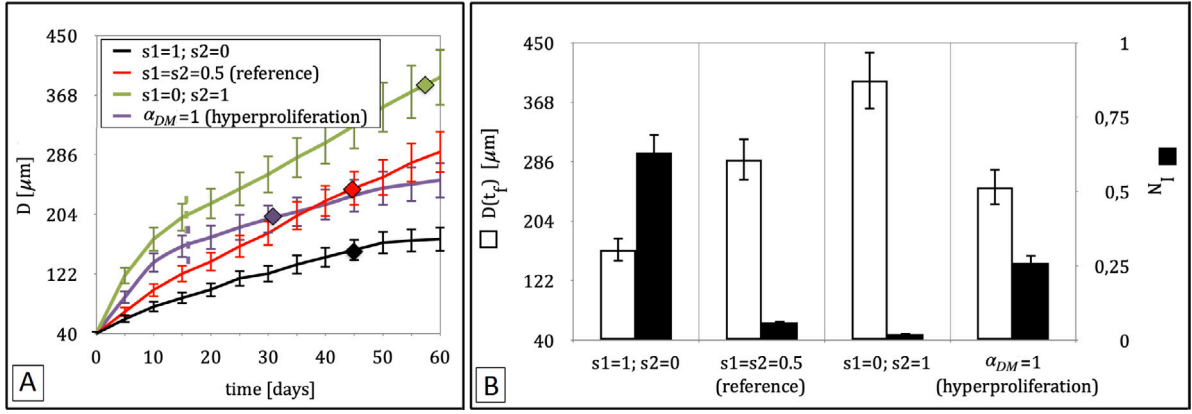 A
D [μm]
450
368
286
204
122
40
s1=1; s2=0
s1=s2=0.5 (reference)
s1=0; s2=1
αDM=1 (hyperproliferation)
0 10 20 30 40 50 60
time [days]
B
D(tf) [μm]
450
368
286
204
122
40
1
0,75
0,5
0,25
0
NI
s1=1; s2=0 s1=s2=0.5 s1=0; s2=1 αDM=1
(reference) (hyperproliferation)